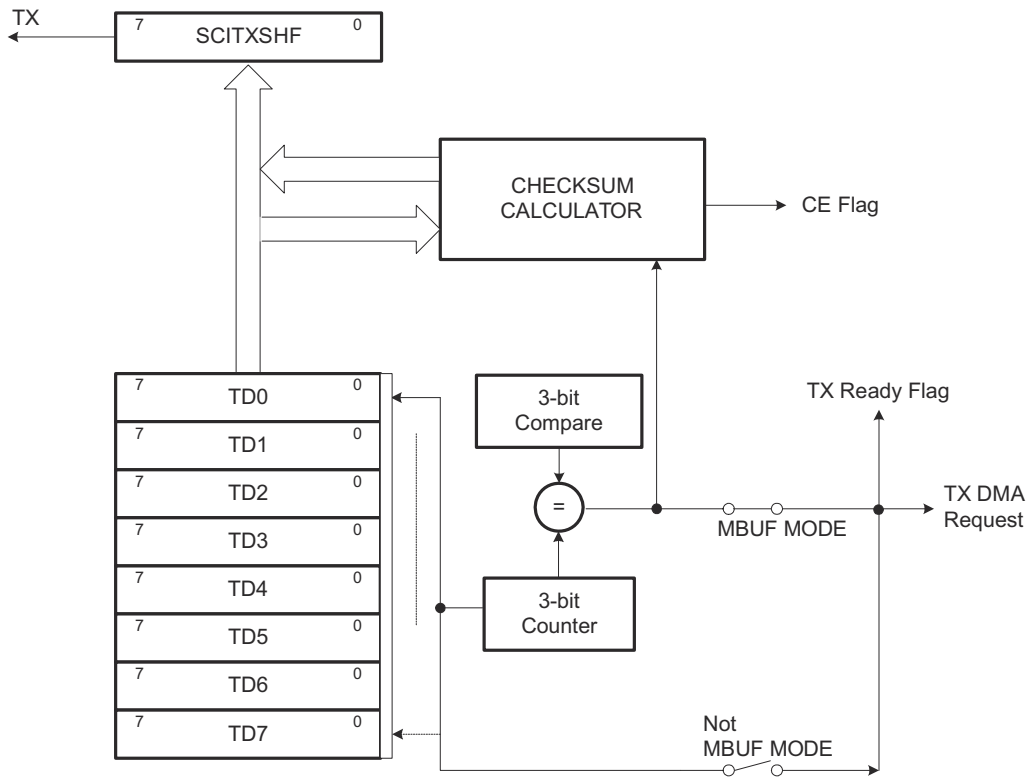 TX
7 SCITXSHF 0
CHECKSUM
CALCULATOR
CE Flag
7 TD0 0
7 TD1 0
7 TD2 0
7 TD3 0
7 TD4 0
7 TD5 0
7 TD6 0
7 TD7 0
3-bit
Compare
=
3-bit
Counter
TX Ready Flag
TX DMA
Request
MBUF MODE
Not
MBUF MODE